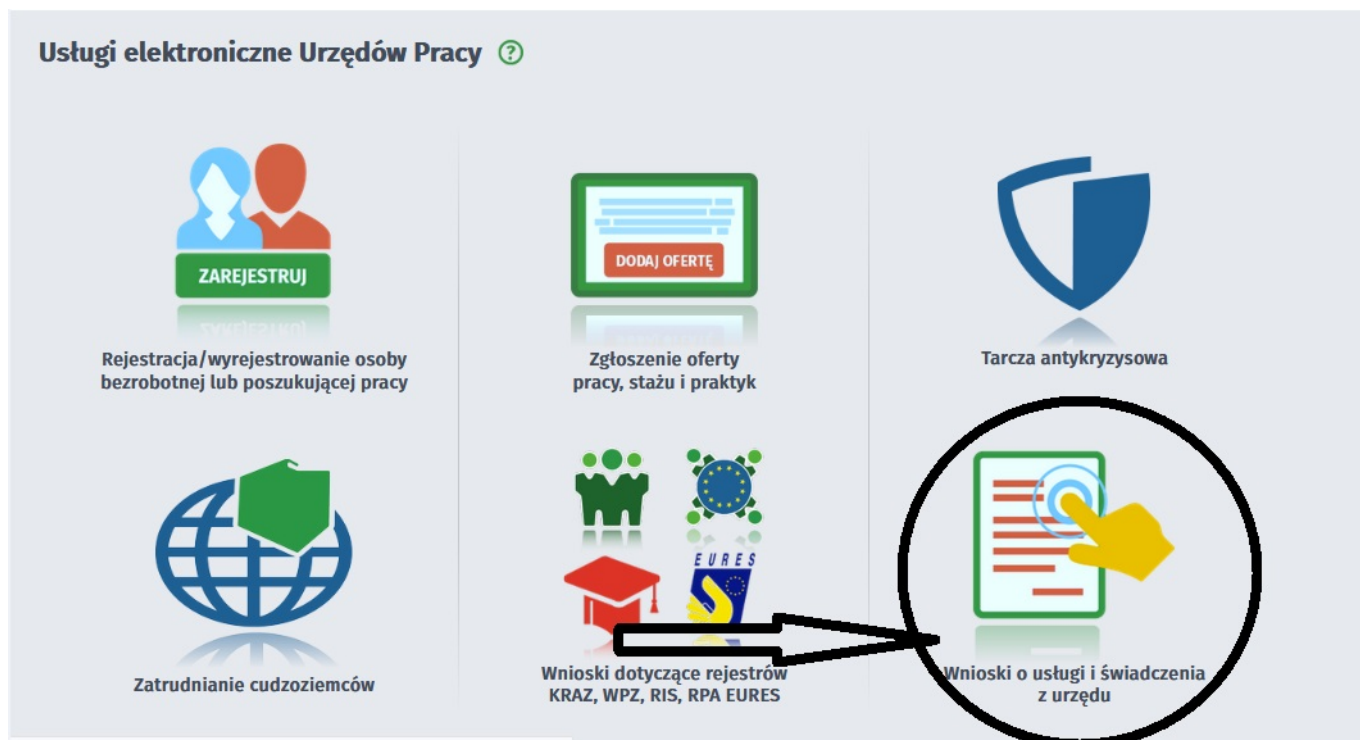 Usługi elektroniczne Urzędów Pracy ?
ZAREJESTRUJ
Rejestracja/wyrejestrowanie osoby
bezrobotnej lub poszukującej pracy
DODAJ OFERTĘ
Zgłoszenie oferty
pracy, stażu i praktyk
Tarcza antykryzysowa
Zatrudnianie cudzoziemców
EURES
Wnioski dotyczące rejestrów
KRAZ, WPZ, RIS, RPA EURES
Wnioski o usługi i świadczenia
z urzędu